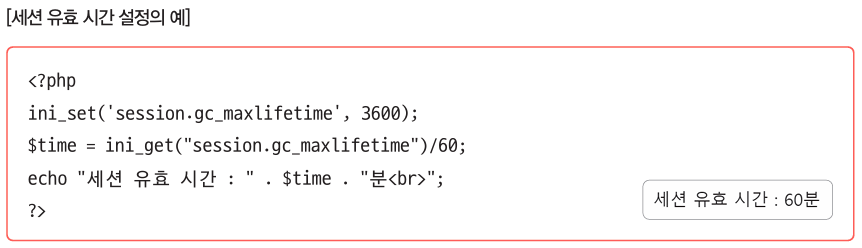 [세션 유효 시간 설정의 예]
<?php
ini_set('session.gc_maxlifetime', 3600);
$time = ini_get("session.gc_maxlifetime")/60;
echo "세션 유효 시간 : " . $time . "분<br>";
?>
세션 유효 시간 : 60분